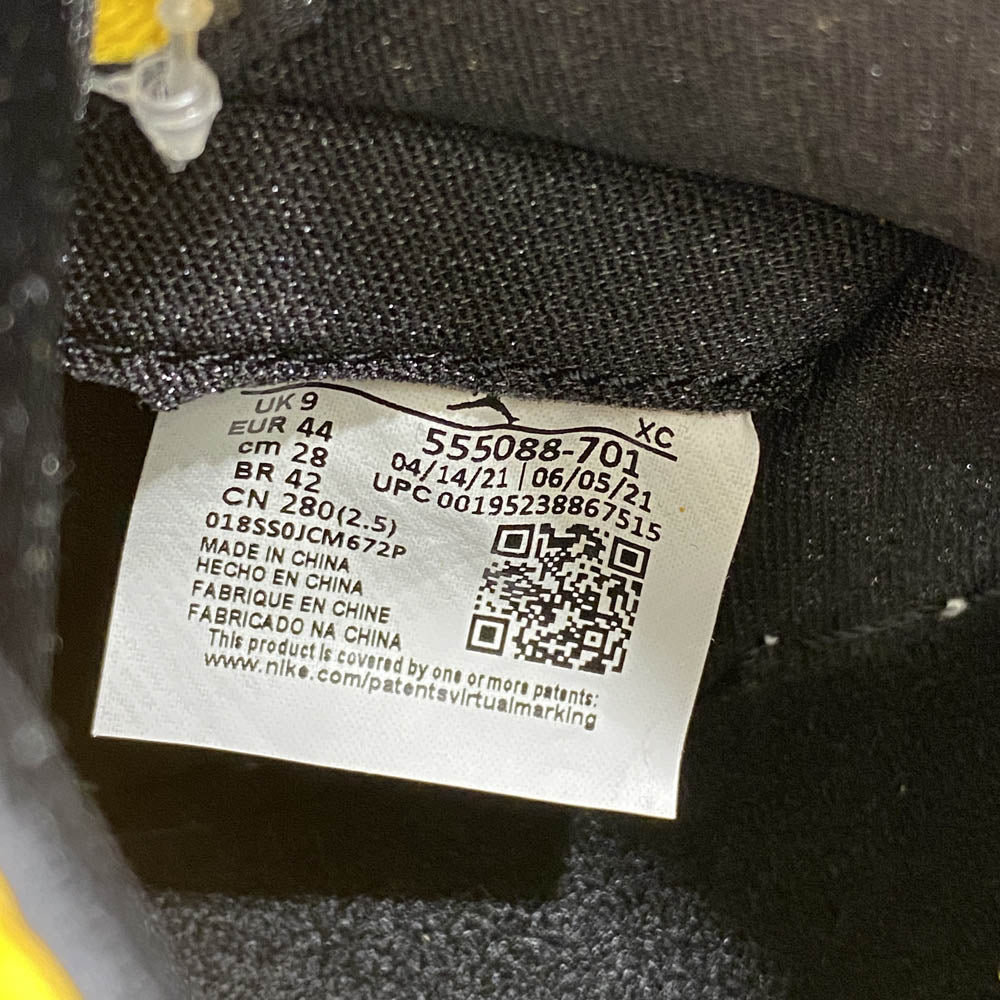 UK 9
EUR 44
cm 28
BR 42
CN 280(2.5)
018SS0JCM672P
MADE IN CHINA
HECHO EN CHINA
FABRIQUE EN CHINE
FABRICADO NA CHINA
XC
555088-701
04/14/21 | 06/05/21
UPC 00195238867515
This product is covered by one or more patents:
www.nike.com/patentsvirtualmarking